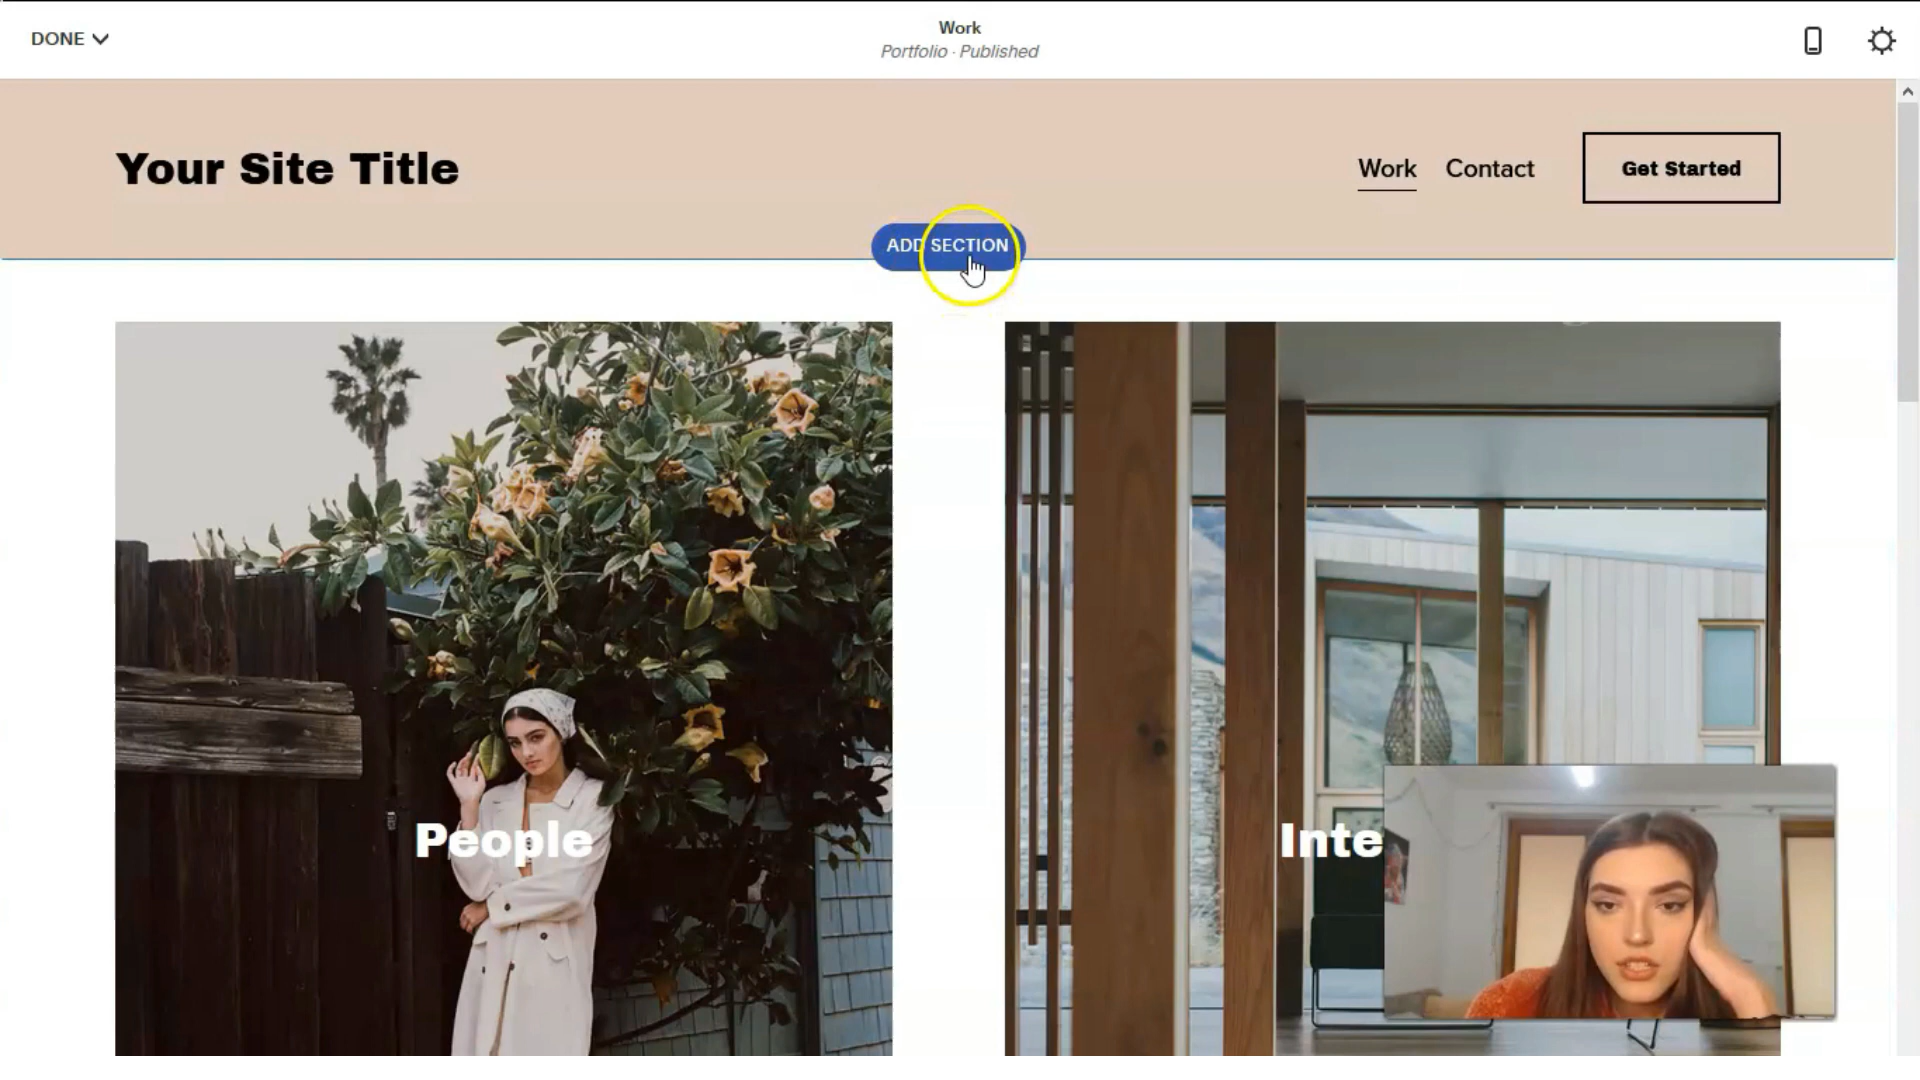 DONE
Work
Portfolio · Published
Your Site Title
Work
Contact
Get Started
ADD SECTION
People
Inte